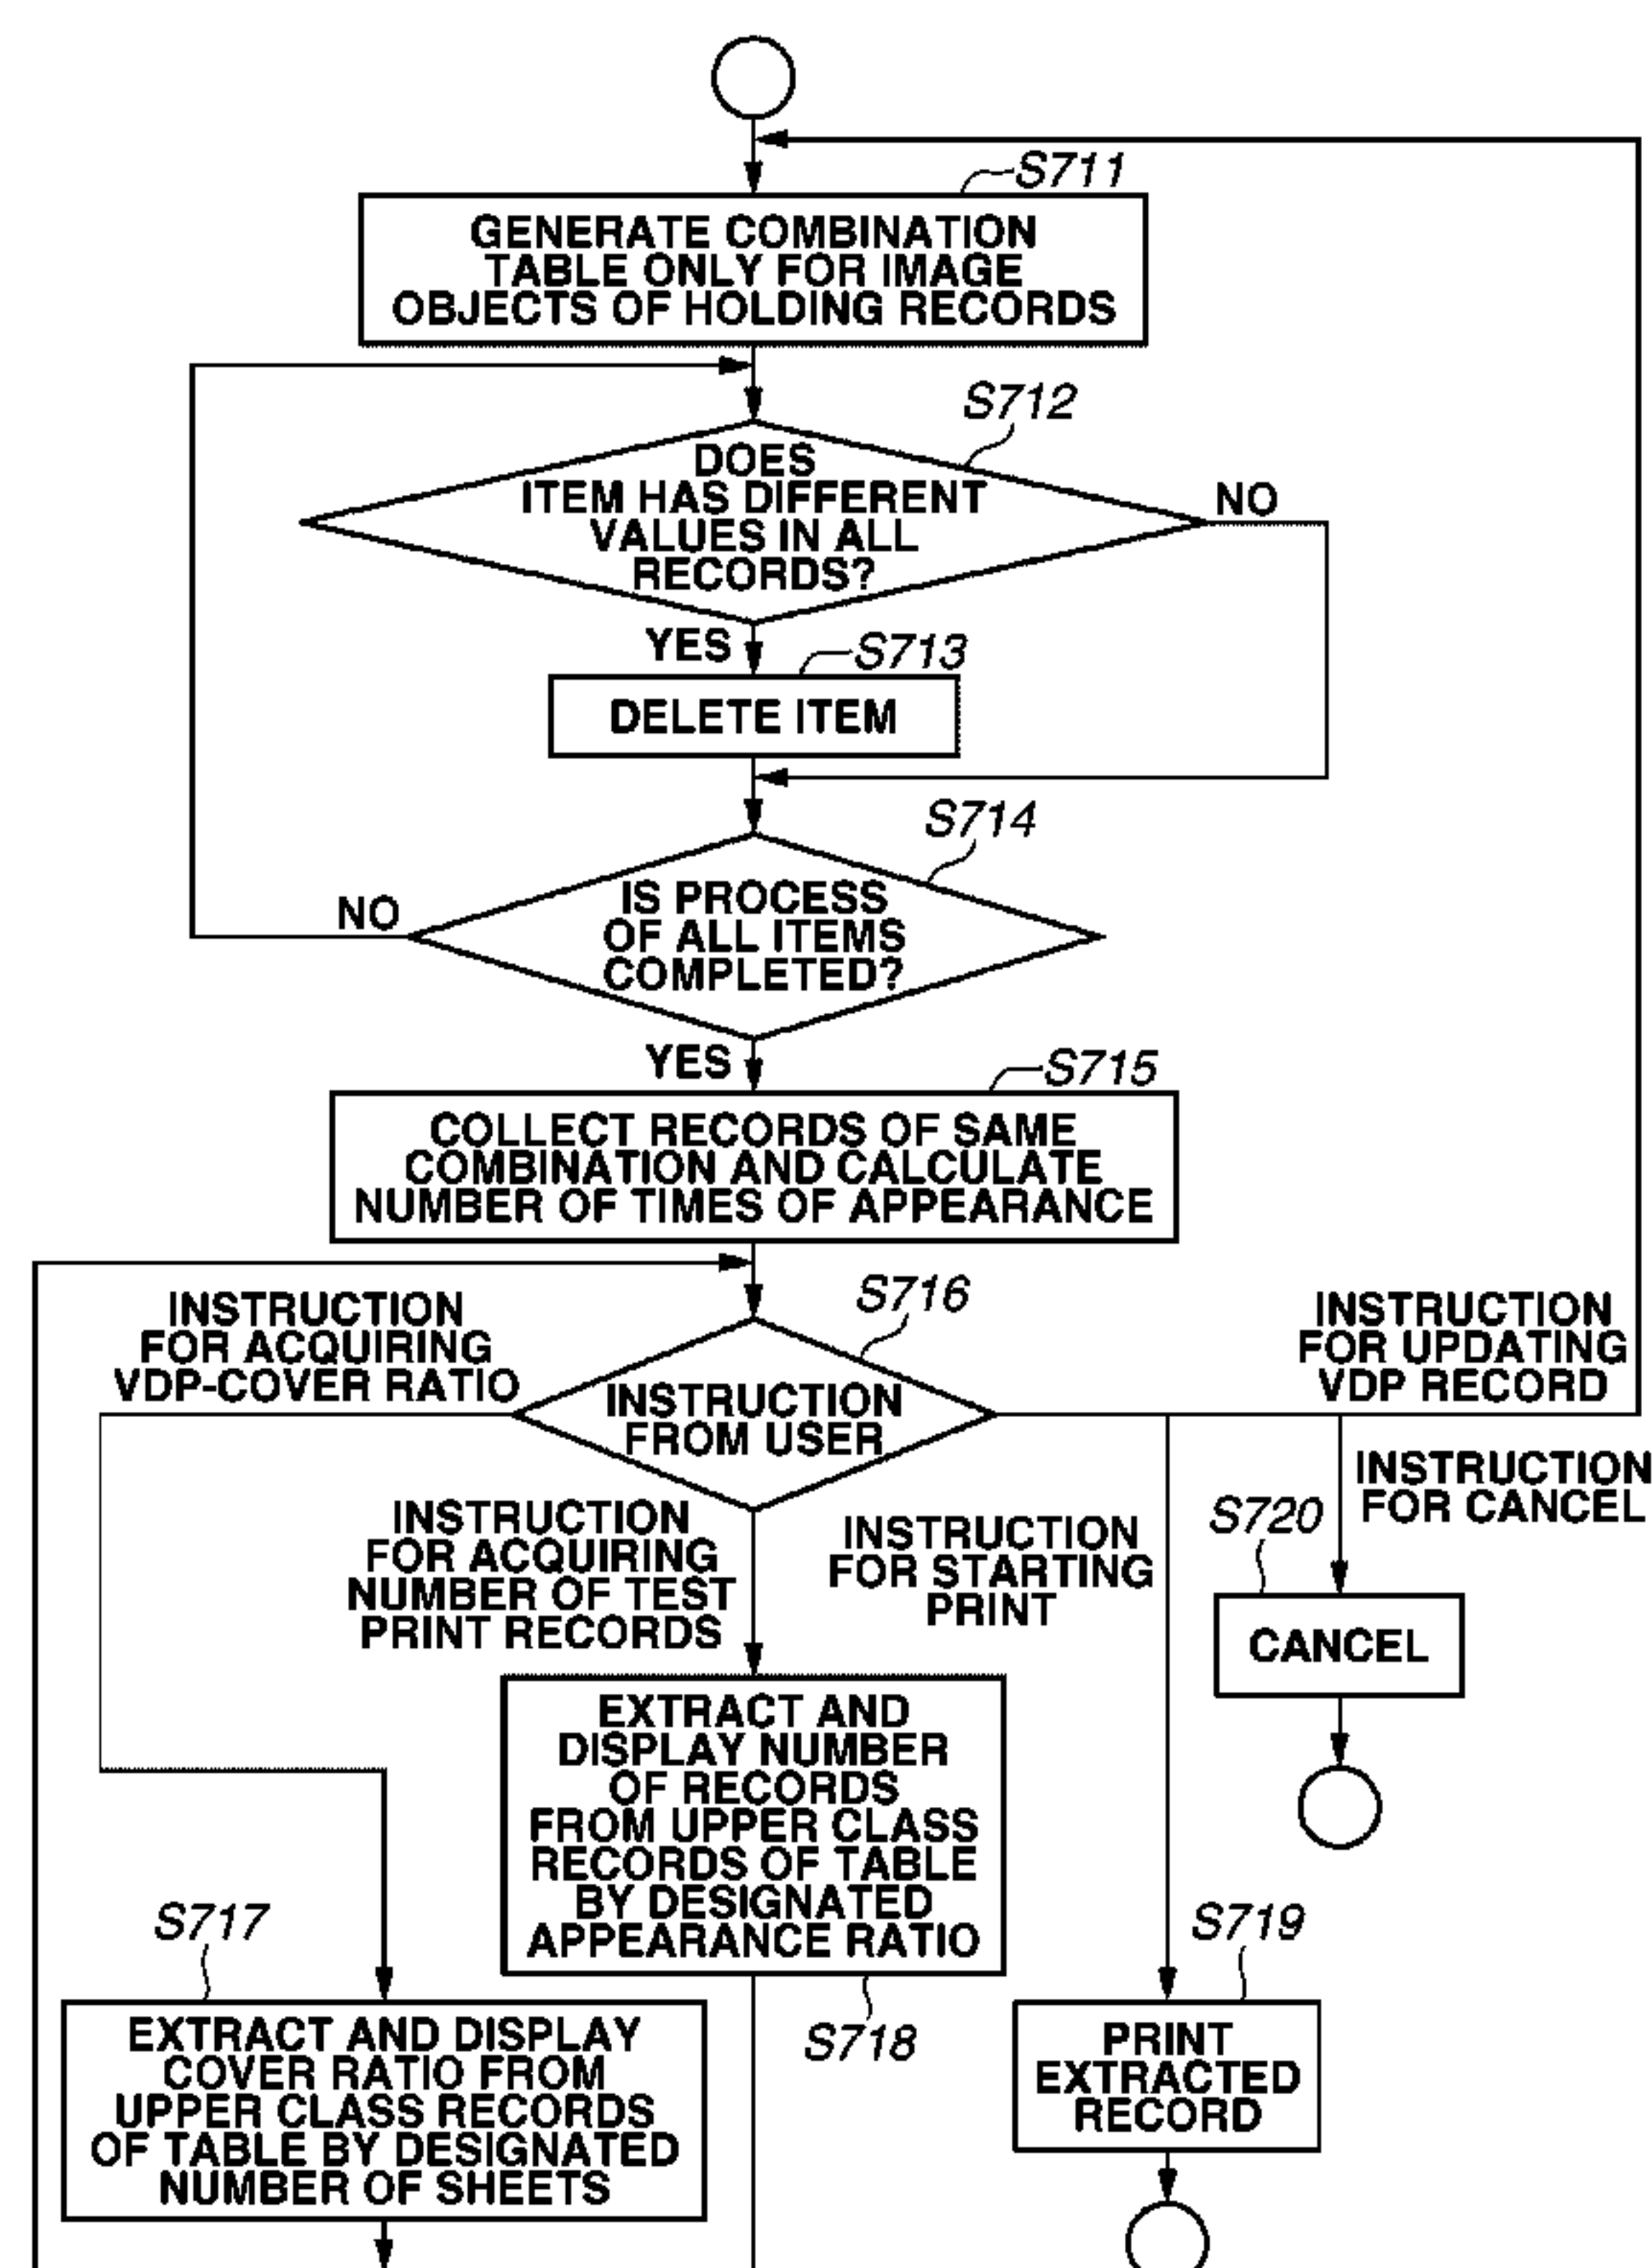 S711
GENERATE COMBINATION
TABLE ONLY FOR IMAGE
OBJECTS OF HOLDING RECORDS
S712
DOES
ITEM HAS DIFFERENT
VALUES IN ALL
RECORDS?
NO
YES
S713
DELETE ITEM
S714
IS PROCESS
OF ALL ITEMS
COMPLETED?
NO
YES
S715
COLLECT RECORDS OF SAME
COMBINATION AND CALCULATE
NUMBER OF TIMES OF APPEARANCE
S716
INSTRUCTION
FROM USER
INSTRUCTION
FOR ACQUIRING
VDP-COVER RATIO
INSTRUCTION
FOR UPDATING
VDP RECORD
INSTRUCTION
FOR ACQUIRING
NUMBER OF TEST
PRINT RECORDS
INSTRUCTION
FOR STARTING
PRINT
INSTRUCTION
FOR CANCEL
S720
CANCEL
EXTRACT AND
DISPLAY NUMBER
OF RECORDS
FROM UPPER CLASS
RECORDS OF TABLE
BY DESIGNATED
APPEARANCE RATIO
S718
S717
EXTRACT AND DISPLAY
COVER RATIO FROM
UPPER CLASS RECORDS
OF TABLE BY DESIGNATED
NUMBER OF SHEETS
S719
PRINT
EXTRACTED
RECORD